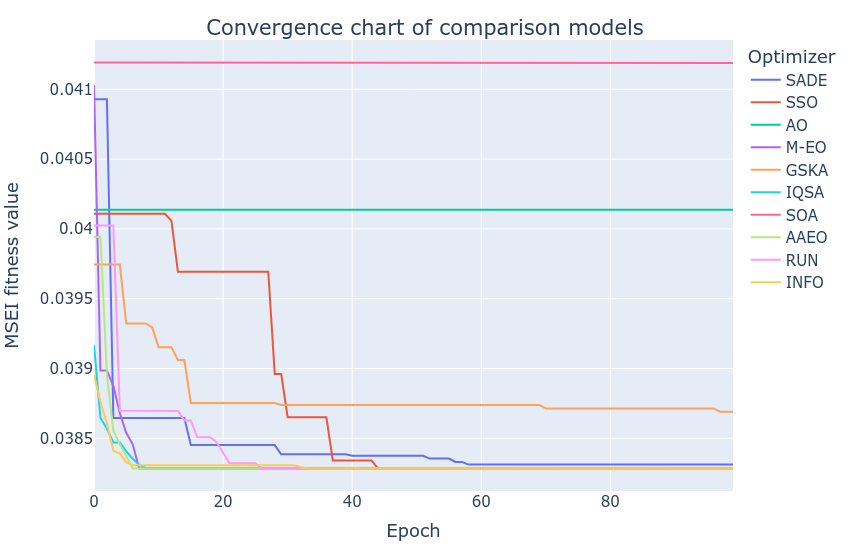 Convergence chart of comparison models
MSEI fitness value
0.041
0.0405
0.04
0.0395
0.039
0.0385
0
20
40
60
80
Epoch
Optimizer
SADE
SSO
AO
M-EO
GSKA
IQSA
SOA
AAEO
RUN
INFO